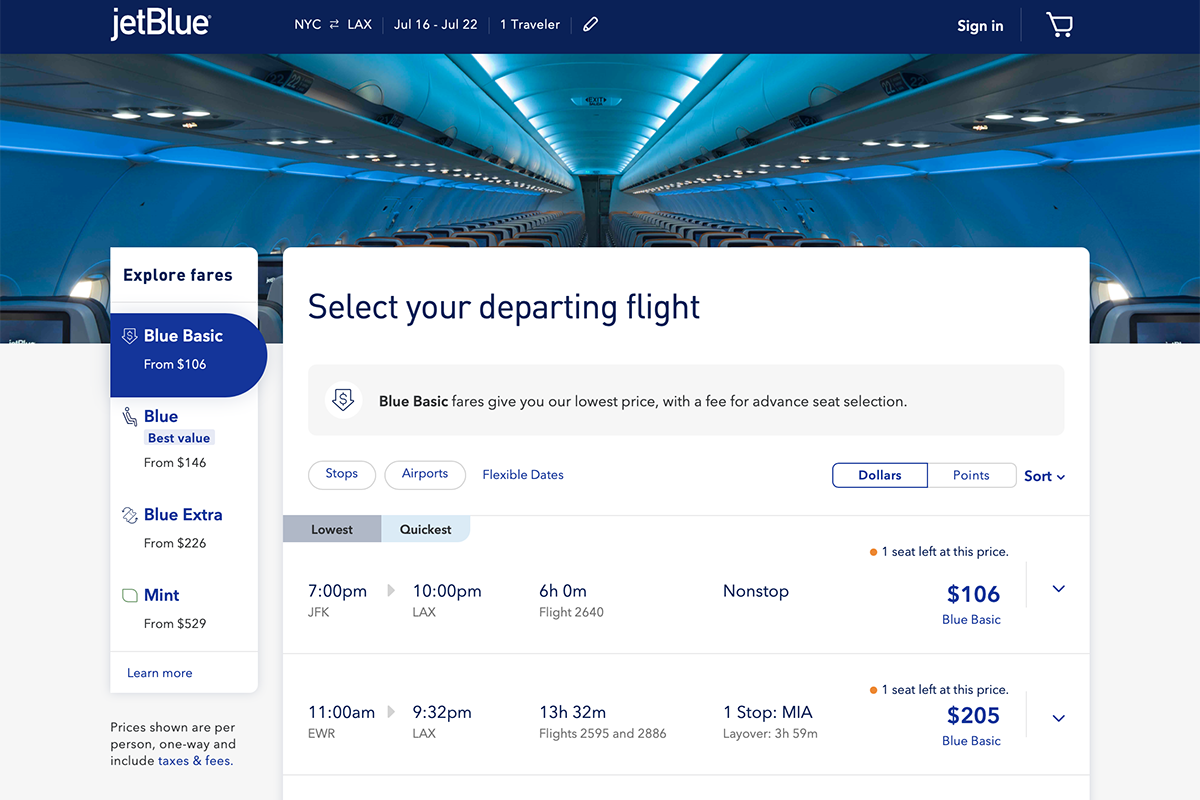 jetBlue
NYC ⇄ LAX Jul 16 - Jul 22 1 Traveler
Sign in
22 22
EXIT
Explore fares
Blue Basic
From $106
Blue
Best value
From $146
Blue Extra
From $226
Mint
From $529
Learn more
Prices shown are per
person, one-way and
include taxes & fees.
Select your departing flight
Blue Basic fares give you our lowest price, with a fee for advance seat selection.
Stops Airports Flexible Dates Dollars Points Sort
Lowest Quickest
1 seat left at this price.
7:00pm 10:00pm 6h 0m Nonstop $106
JFK LAX Flight 2640 Blue Basic
1 seat left at this price.
11:00am 9:32pm 13h 32m 1 Stop: MIA $205
EWR LAX Flights 2595 and 2886 Layover: 3h 59m Blue Basic